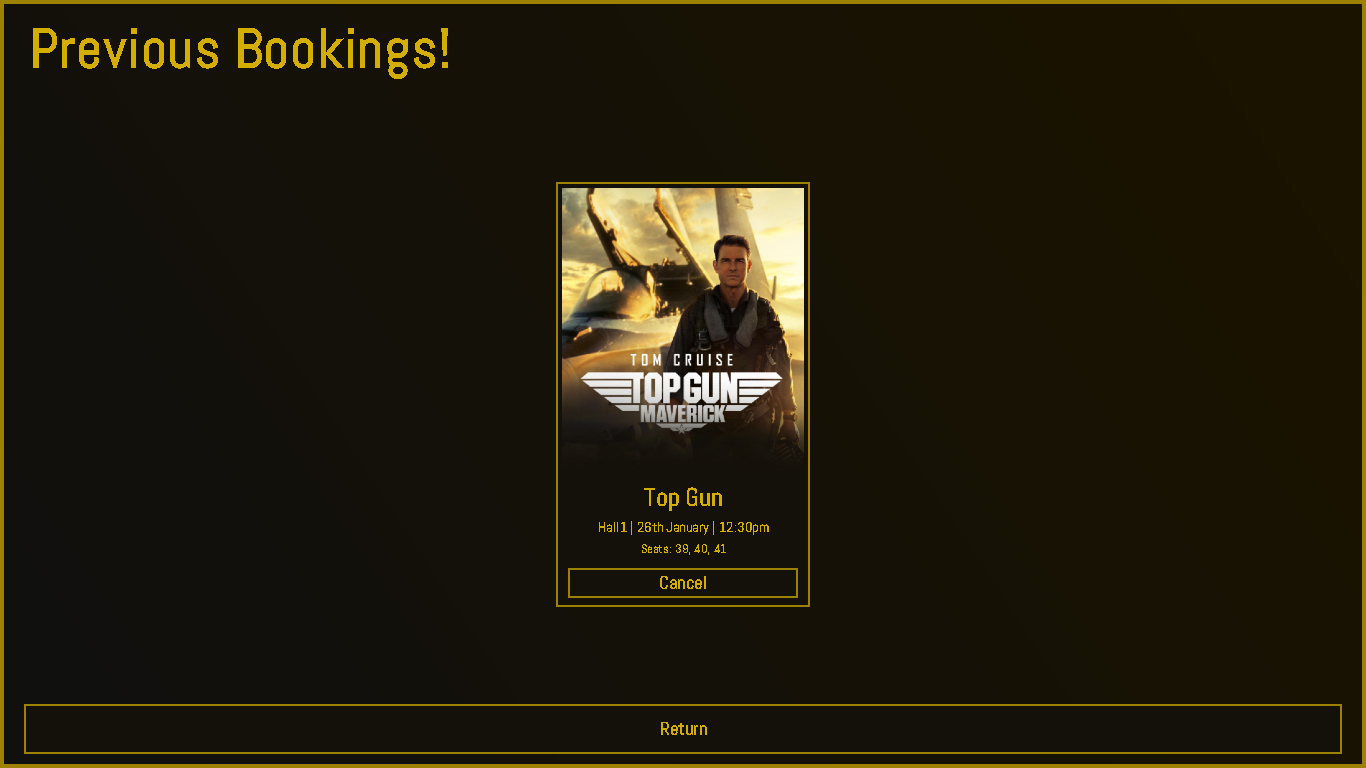 Previous Bookings!
TOM CRUISE
TOP GUN
MAVERICK
Top Gun
Hall 1 | 26th January | 12:30pm
Seats: 39, 40, 41
Cancel
Return